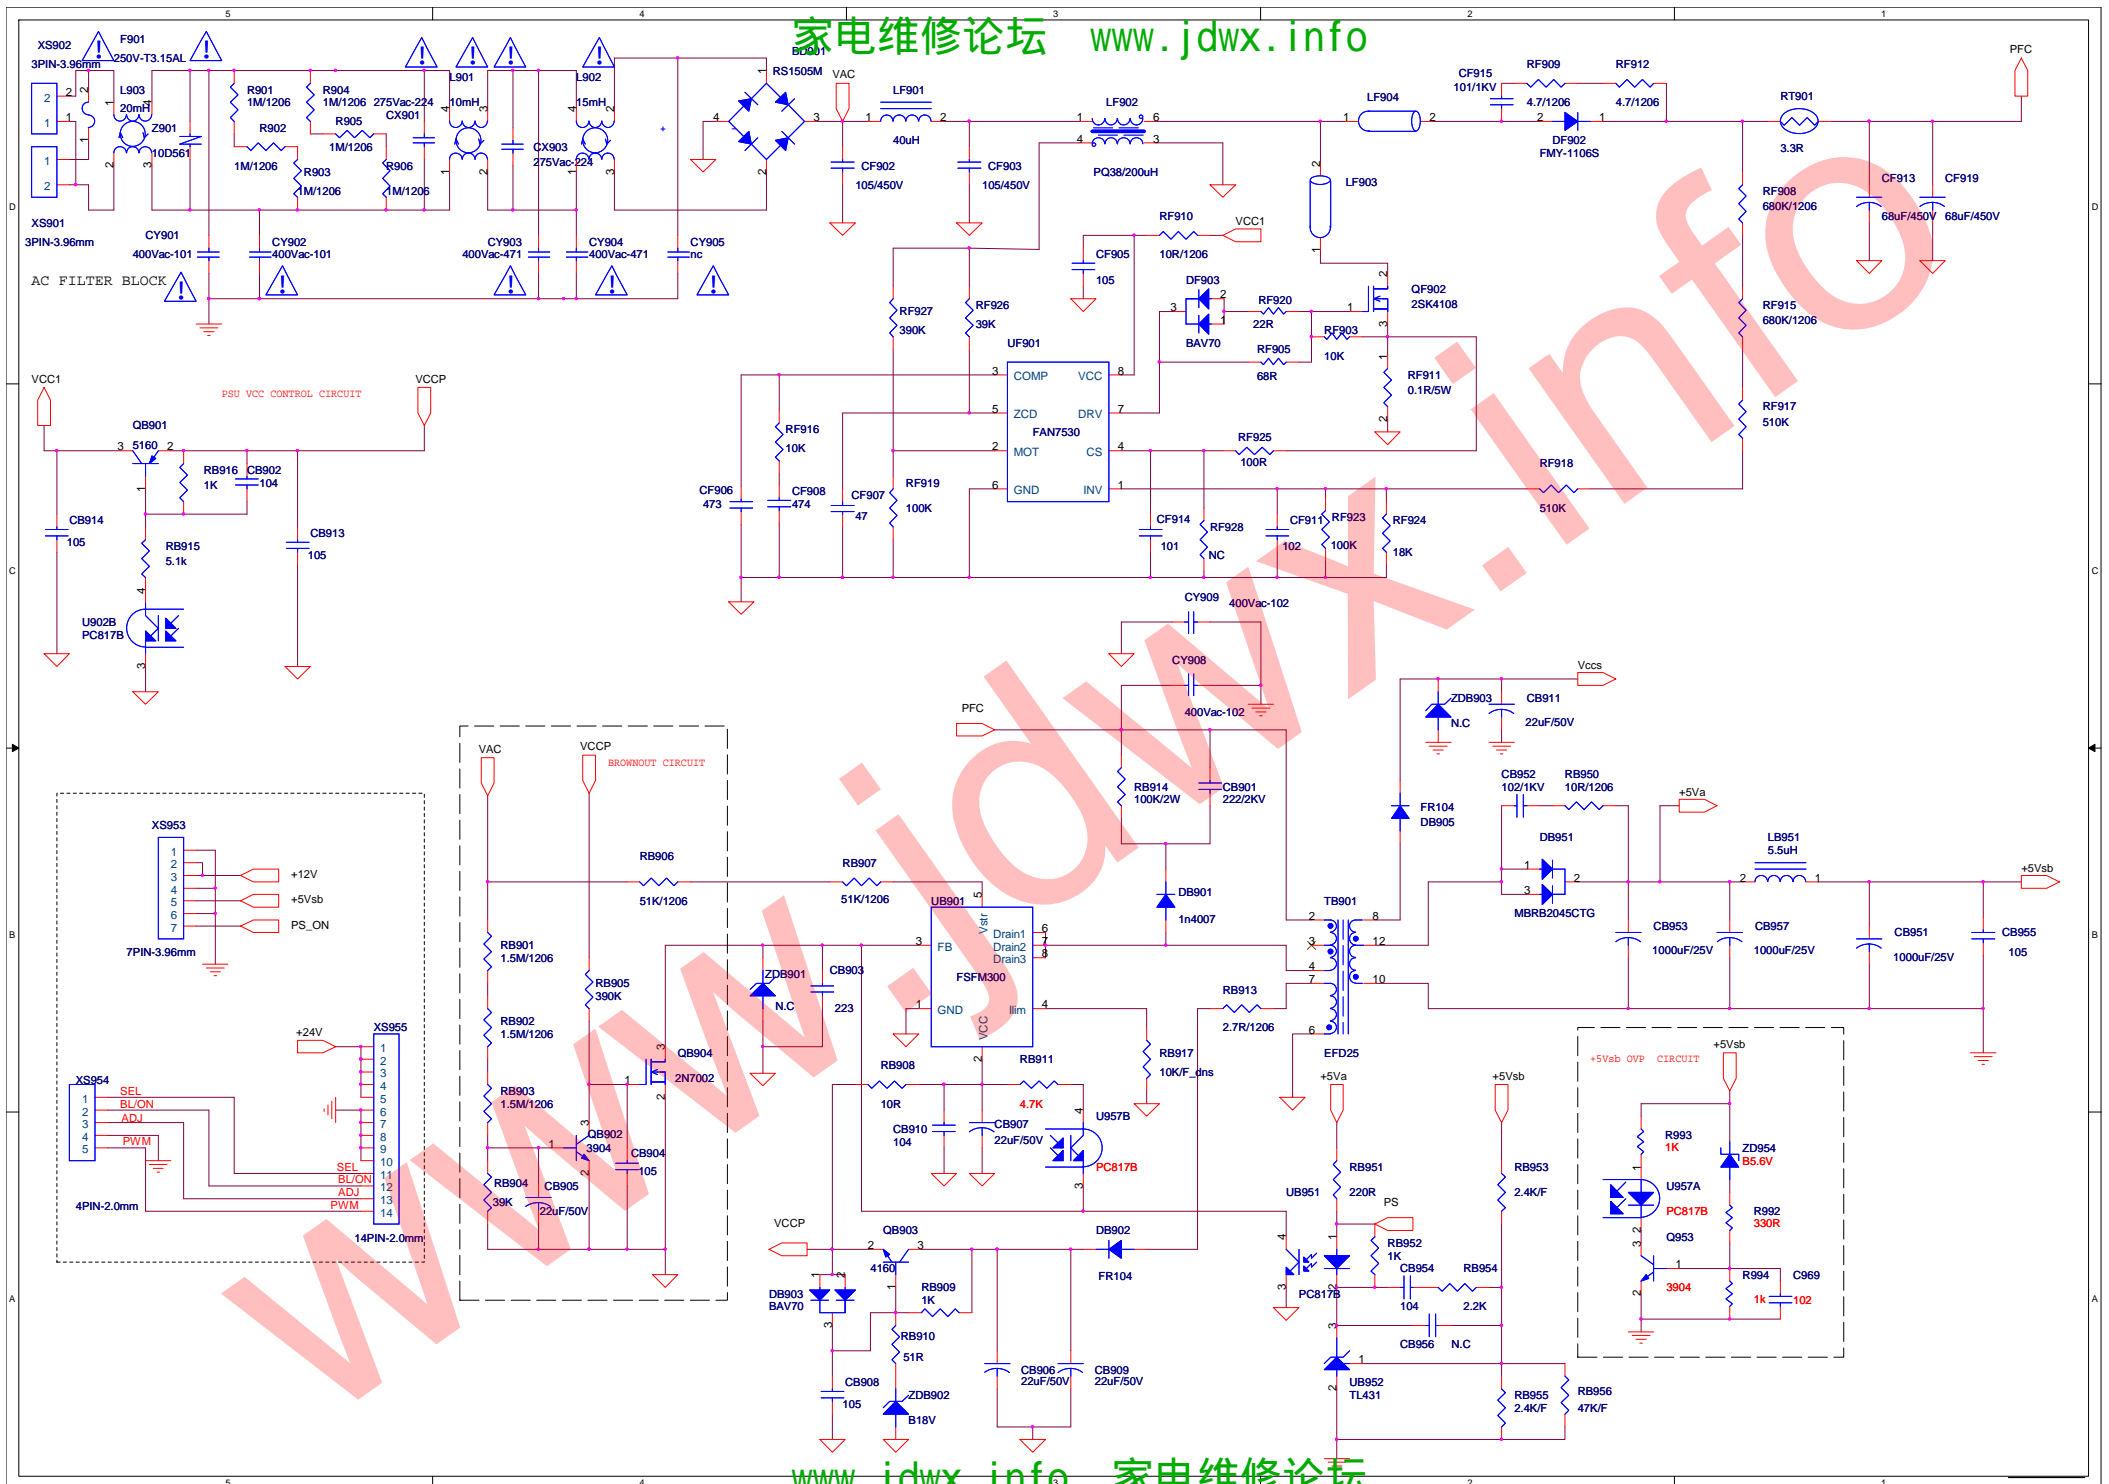 家电维修论坛 www.jdwx.info
www.jdwx.info
5 4 3 2 1
D
C
B
A
XS902
3PIN-3.96mm
F901
250V-T3.15AL
L903
20mH
Z901
10D561
R901
1M/1206
R902
1M/1206
R903
1M/1206
R904
1M/1206
R905
1M/1206
R906
1M/1206
275Vac-224
CX901
L901
10mH
CX903
275Vac-224
L902
15mH
BD901
RS1505M
XS901
3PIN-3.96mm
AC FILTER BLOCK
CY901
400Vac-101
CY902
400Vac-101
CY903
400Vac-471
CY904
400Vac-471
CY905
nc
VAC
LF901
40uH
CF902
105/450V
CF903
105/450V
LF902
PQ38/200uH
LF904
LF903
CF915
101/1KV
RF909
4.7/1206
RF912
4.7/1206
DF902
FMY-1106S
RT901
3.3R
PFC
CF913
68uF/450V
CF919
68uF/450V
RF908
680K/1206
RF915
680K/1206
RF917
510K
RF918
510K
RF910
10R/1206
VCC1
CF905
105
DF903
BAV70
RF920
22R
RF905
68R
RF903
10K
QF902
2SK4108
RF911
0.1R/5W
RF927
390K
RF926
39K
UF901
COMP
ZCD
MOT
GND
VCC
DRV
CS
INV
FAN7530
RF925
100R
RF916
10K
CF906
473
CF908
474
CF907
47
RF919
100K
CF914
101
RF928
NC
CF911
102
RF923
100K
RF924
18K
VCC1
PSU VCC CONTROL CIRCUIT
VCCP
QB901
5160
RB916
1K
CB902
104
CB914
105
RB915
5.1k
CB913
105
U902B
PC817B
CY909
400Vac-102
CY908
400Vac-102
PFC
RB914
100K/2W
CB901
222/2KV
DB901
1n4007
Vccs
ZDB903
N.C
CB911
22uF/50V
FR104
DB905
CB952
102/1KV
RB950
10R/1206
DB951
MBRB2045CTG
+5Va
LB951
5.5uH
+5Vsb
CB953
1000uF/25V
CB957
1000uF/25V
CB951
1000uF/25V
CB955
105
TB901
EFD25
RB913
2.7R/1206
VAC
VCCP
BROWNOUT CIRCUIT
RB906
51K/1206
RB907
51K/1206
RB901
1.5M/1206
RB902
1.5M/1206
RB903
1.5M/1206
RB904
39K
RB905
390K
QB904
2N7002
QB902
3904
CB904
105
CB905
22uF/50V
ZDB901
N.C
CB903
223
UB901
Vstr
FB
Drain1
Drain2
Drain3
FSFM300
GND
Ilim
VCC
RB908
10R
RB911
4.7K
RB917
10K/F_dns
CB910
104
CB907
22uF/50V
U957B
PC817B
XS953
7PIN-3.96mm
+12V
+5Vsb
PS_ON
+24V
XS955
14PIN-2.0mm
XS954
4PIN-2.0mm
SEL
BL/ON
ADJ
PWM
SEL
BL/ON
ADJ
PWM
VCCP
QB903
4160
DB902
FR104
DB903
BAV70
RB909
1K
RB910
51R
ZDB902
B18V
CB908
105
CB906
22uF/50V
CB909
22uF/50V
+5Va
RB951
220R
PS
UB951
PC817B
RB952
1K
CB954
104
RB954
2.2K
CB956
N.C
UB952
TL431
+5Vsb
RB953
2.4K/F
RB955
2.4K/F
RB956
47K/F
+5Vsb OVP CIRCUIT
+5Vsb
R993
1K
ZD954
B5.6V
U957A
PC817B
R992
330R
Q953
3904
R994
1k
C969
102
www.jdwx.info 家电维修论坛